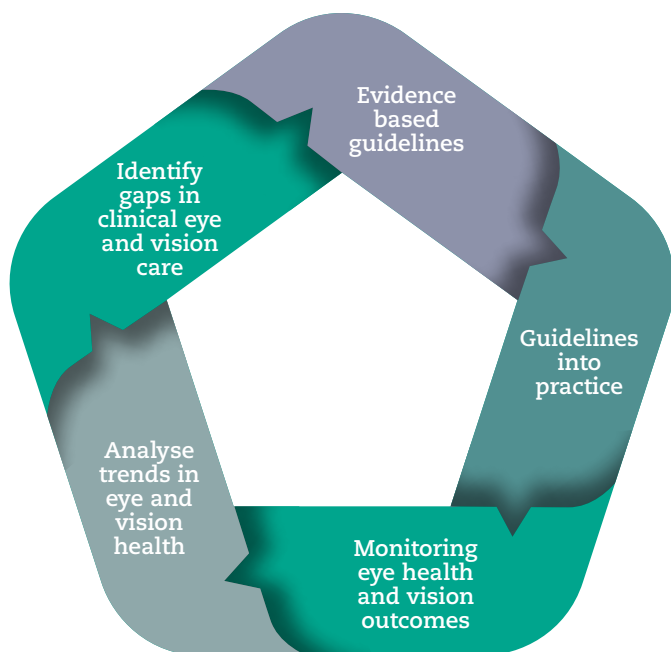 Evidence
based
guidelines
Guidelines
into
practice
Monitoring
eye health
and vision
outcomes
Analyse
trends in
eye and
vision
health
Identify
gaps in
clinical eye
and vision
care